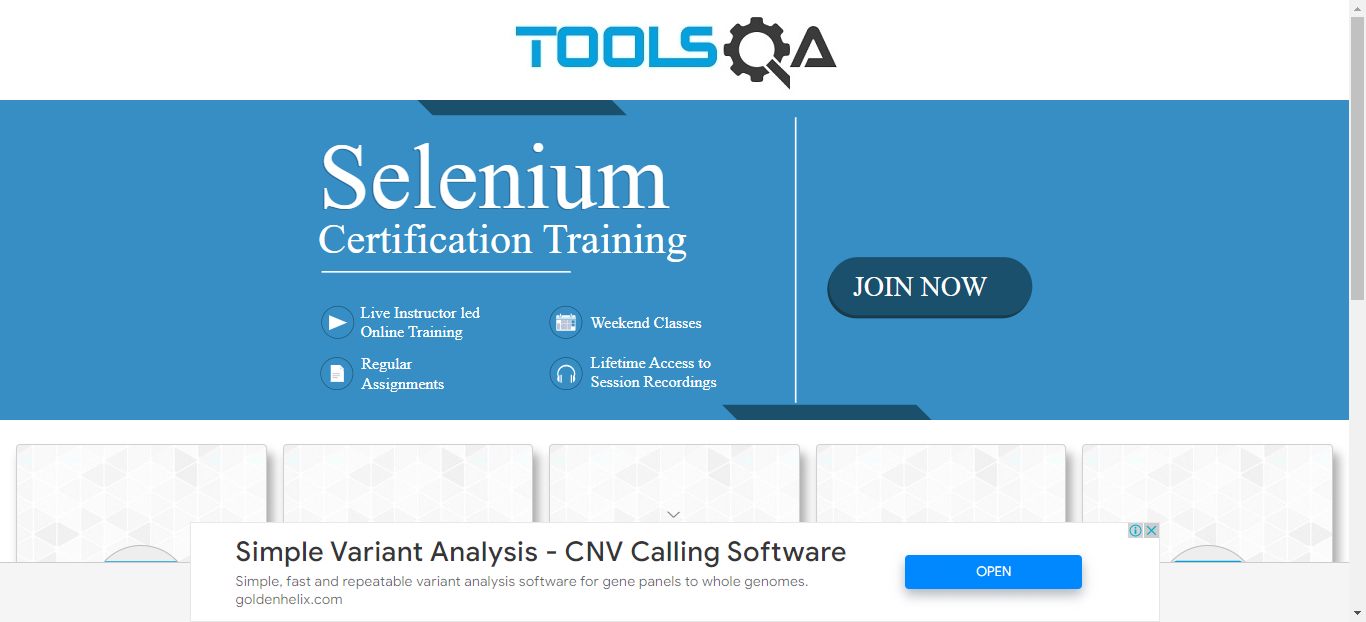 TOOLSQA
Selenium
Certification Training
Live Instructor led
Online Training
Weekend Classes
Regular
Assignments
Lifetime Access to
Session Recordings
JOIN NOW
Simple Variant Analysis - CNV Calling Software
Simple, fast and repeatable variant analysis software for gene panels to whole genomes.
goldenhelix.com
OPEN